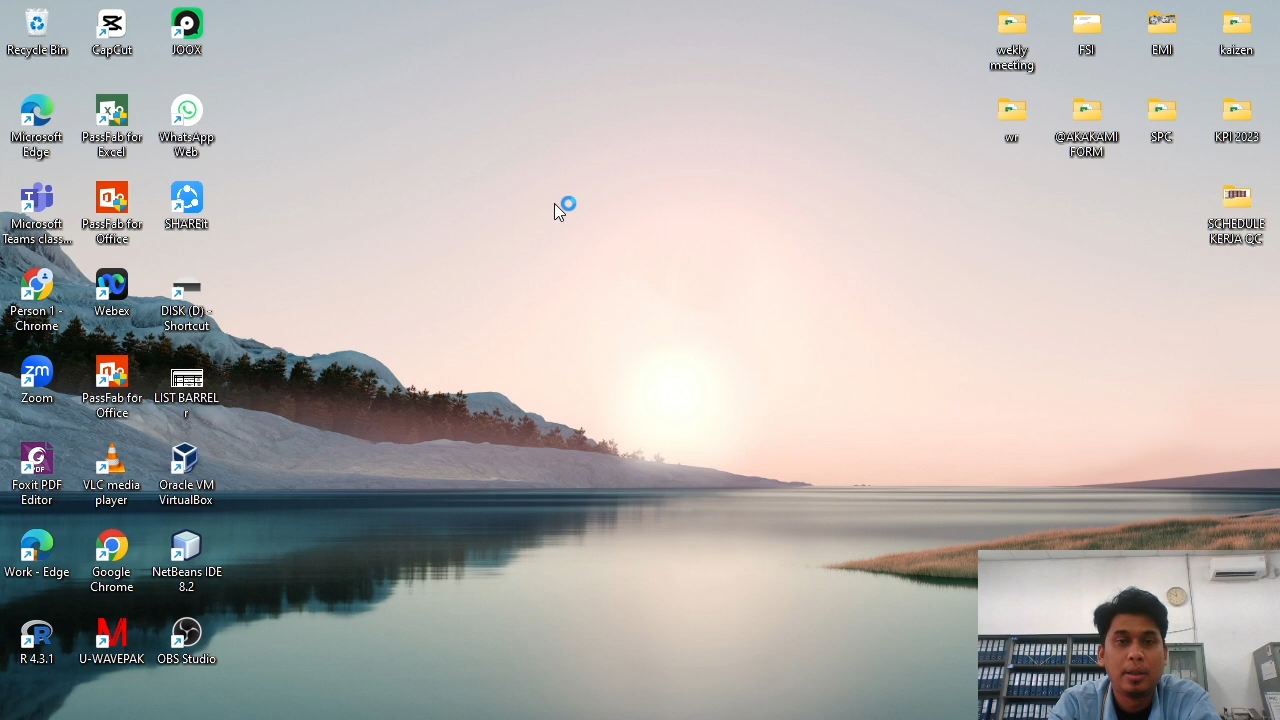 Recycle Bin
CapCut
JOOX
Microsoft
Edge
PassFab for
Excel
WhatsApp
Web
Microsoft
Teams class...
PassFab for
Office
SHAREit
Person 1 -
Chrome
Webex
DISK (D) -
Shortcut
Zoom
PassFab for
Office
LIST BARREL
r
Foxit PDF
Editor
VLC media
player
Oracle VM
VirtualBox
Work - Edge
Google
Chrome
NetBeans IDE
8.2
R 4.3.1
U-WAVEPAK
OBS Studio
wekly
meeting
FSI
EMI
kaizen
wr
@AKAKAMI
FORM
SPC
KPI 2023
SCHEDULE
KERJA QC